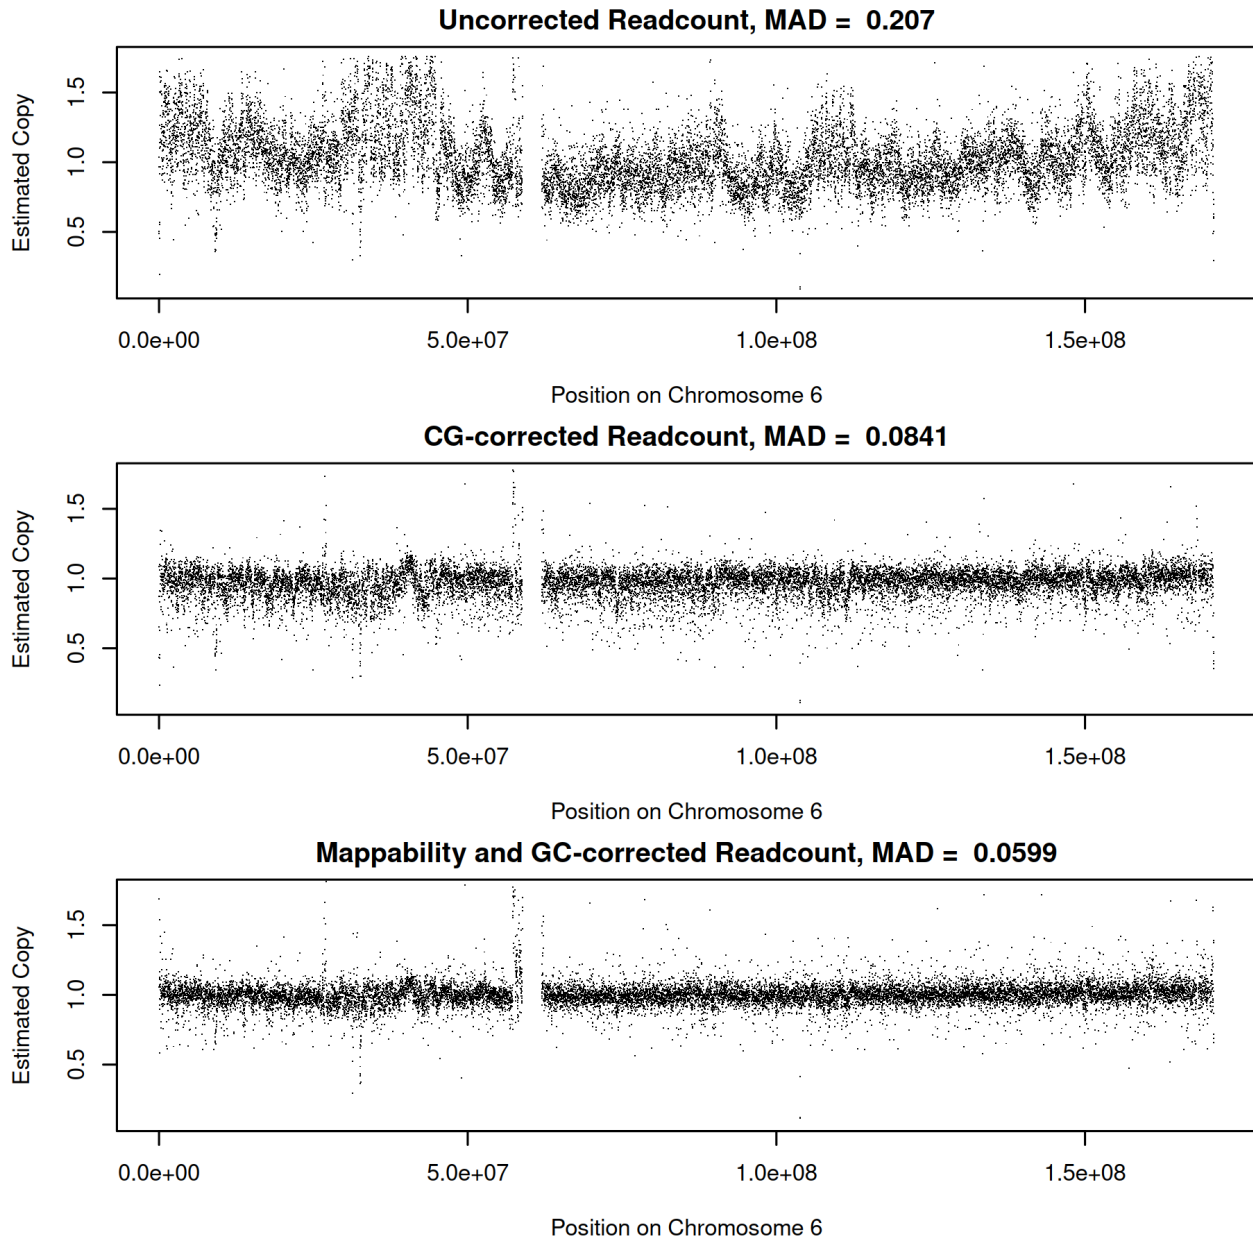 Uncorrected Readcount, MAD = 0.207
Estimated Copy
1.5
1.0
0.5
0.0e+00 5.0e+07 1.0e+08 1.5e+08
Position on Chromosome 6
CG-corrected Readcount, MAD = 0.0841
Estimated Copy
1.5
1.0
0.5
0.0e+00 5.0e+07 1.0e+08 1.5e+08
Position on Chromosome 6
Mappability and GC-corrected Readcount, MAD = 0.0599
Estimated Copy
1.5
1.0
0.5
0.0e+00 5.0e+07 1.0e+08 1.5e+08
Position on Chromosome 6